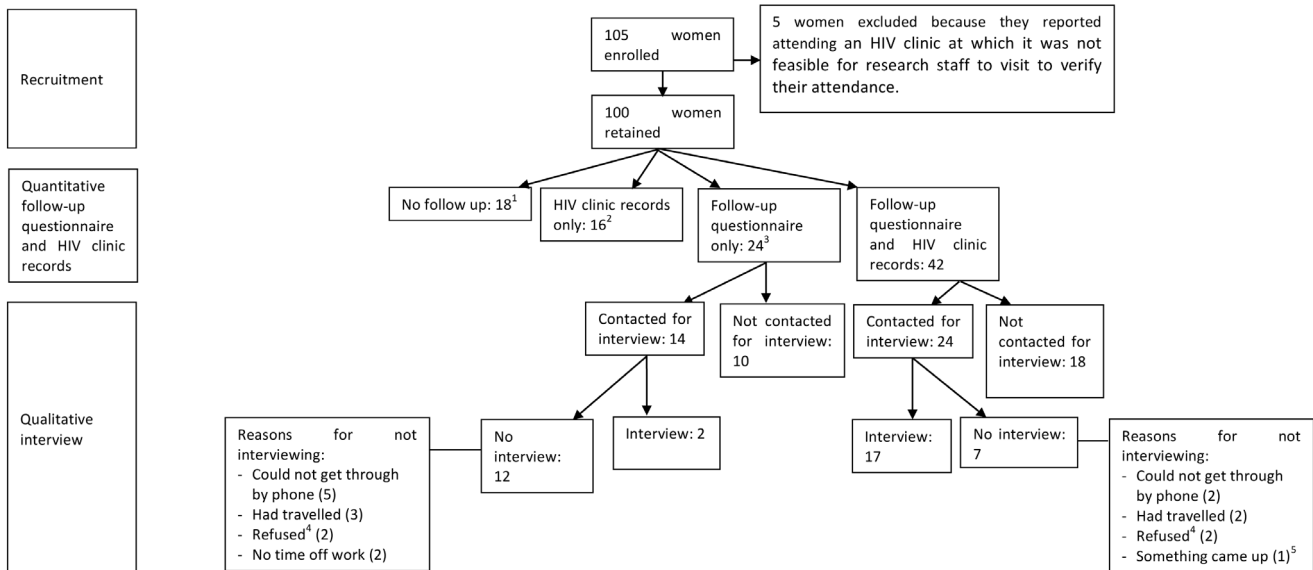 Recruitment
105 women
enrolled
5 women excluded because they reported
attending an HIV clinic at which it was not
feasible for research staff to visit to verify
their attendance.
100 women
retained
Quantitative
follow-up
questionnaire
and HIV clinic
records
No follow up: 18¹
HIV clinic records
only: 16²
Follow-up
questionnaire
only: 24³
Follow-up
questionnaire
and HIV clinic
records: 42
Qualitative
interview
Contacted for
interview: 14
Not contacted
for interview:
10
Contacted for
interview: 24
Not
contacted for
interview: 18
Reasons for not
interviewing:
- Could not get through
by phone (5)
- Had travelled (3)
- Refused⁴ (2)
- No time off work (2)
No
interview:
12
Interview: 2
Interview:
17
No interview:
7
Reasons for not
interviewing:
- Could not get through
by phone (2)
- Had travelled (2)
- Refused⁴ (2)
- Something came up (1)⁵